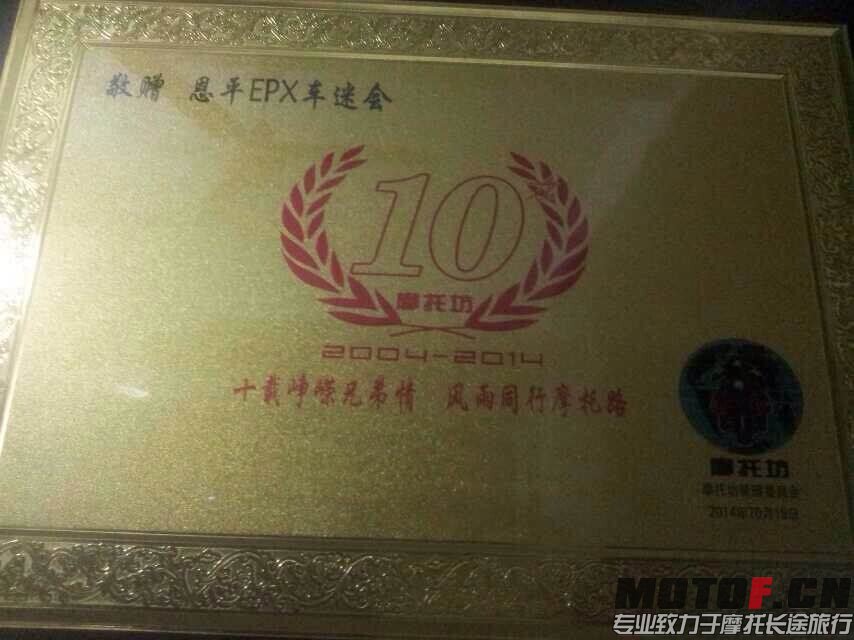 敬赠 恩平EPX车迷会
10
摩托坊
2004-2014
十载峥嵘兄弟情 风雨同行摩托路
摩托坊
摩托坊管理委员会
2014年10月18日
MOTOF.CN
专业致力于摩托长途旅行